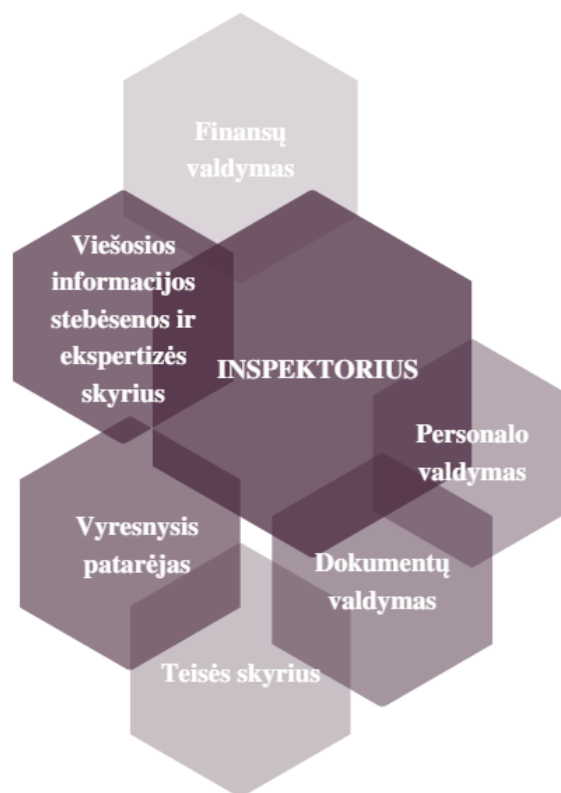 Finansų
valdymas
Viešosios
informacijos
stebėsenos ir
ekspertizės
skyrius
INSPEKTORIUS
Personalo
valdymas
Vyresnysis
patarėjas
Dokumentų
valdymas
Teisės skyrius